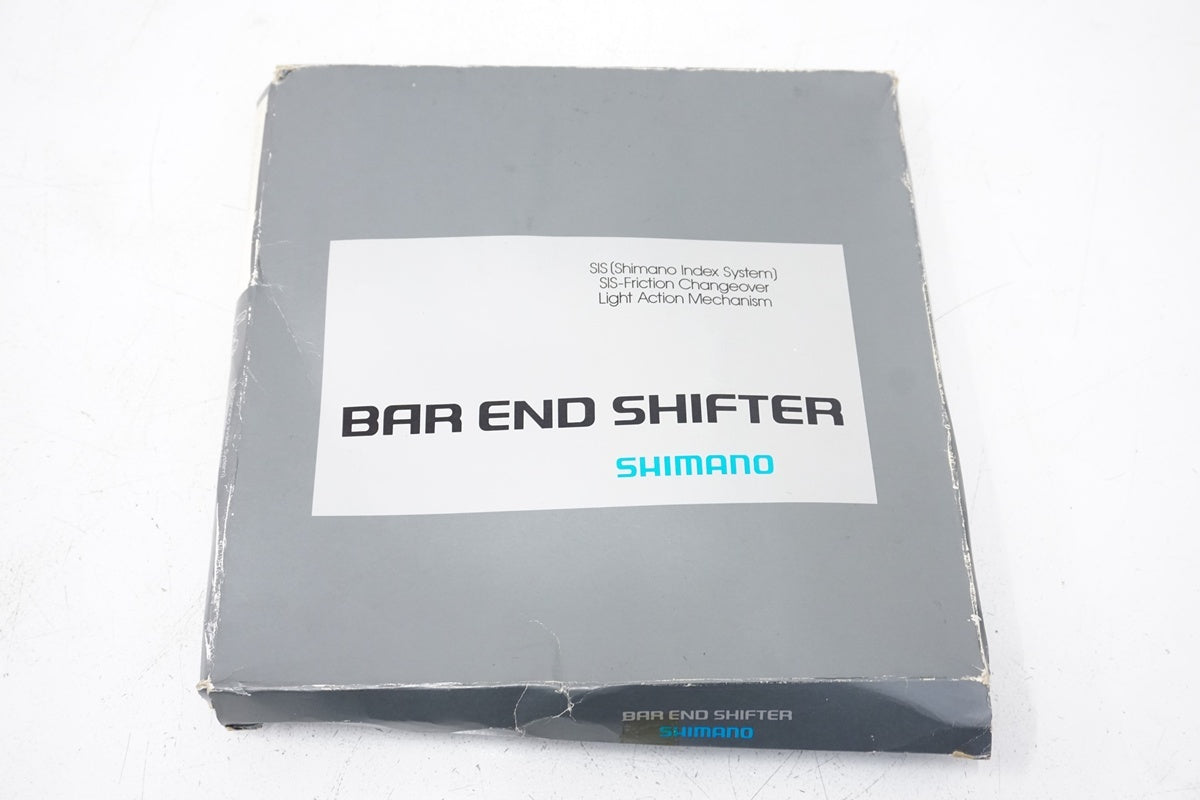 SIS (Shimano Index System)
SIS-Friction Changeover
Light Action Mechanism
BAR END SHIFTER
SHIMANO
BAR END SHIFTER
SHIMANO